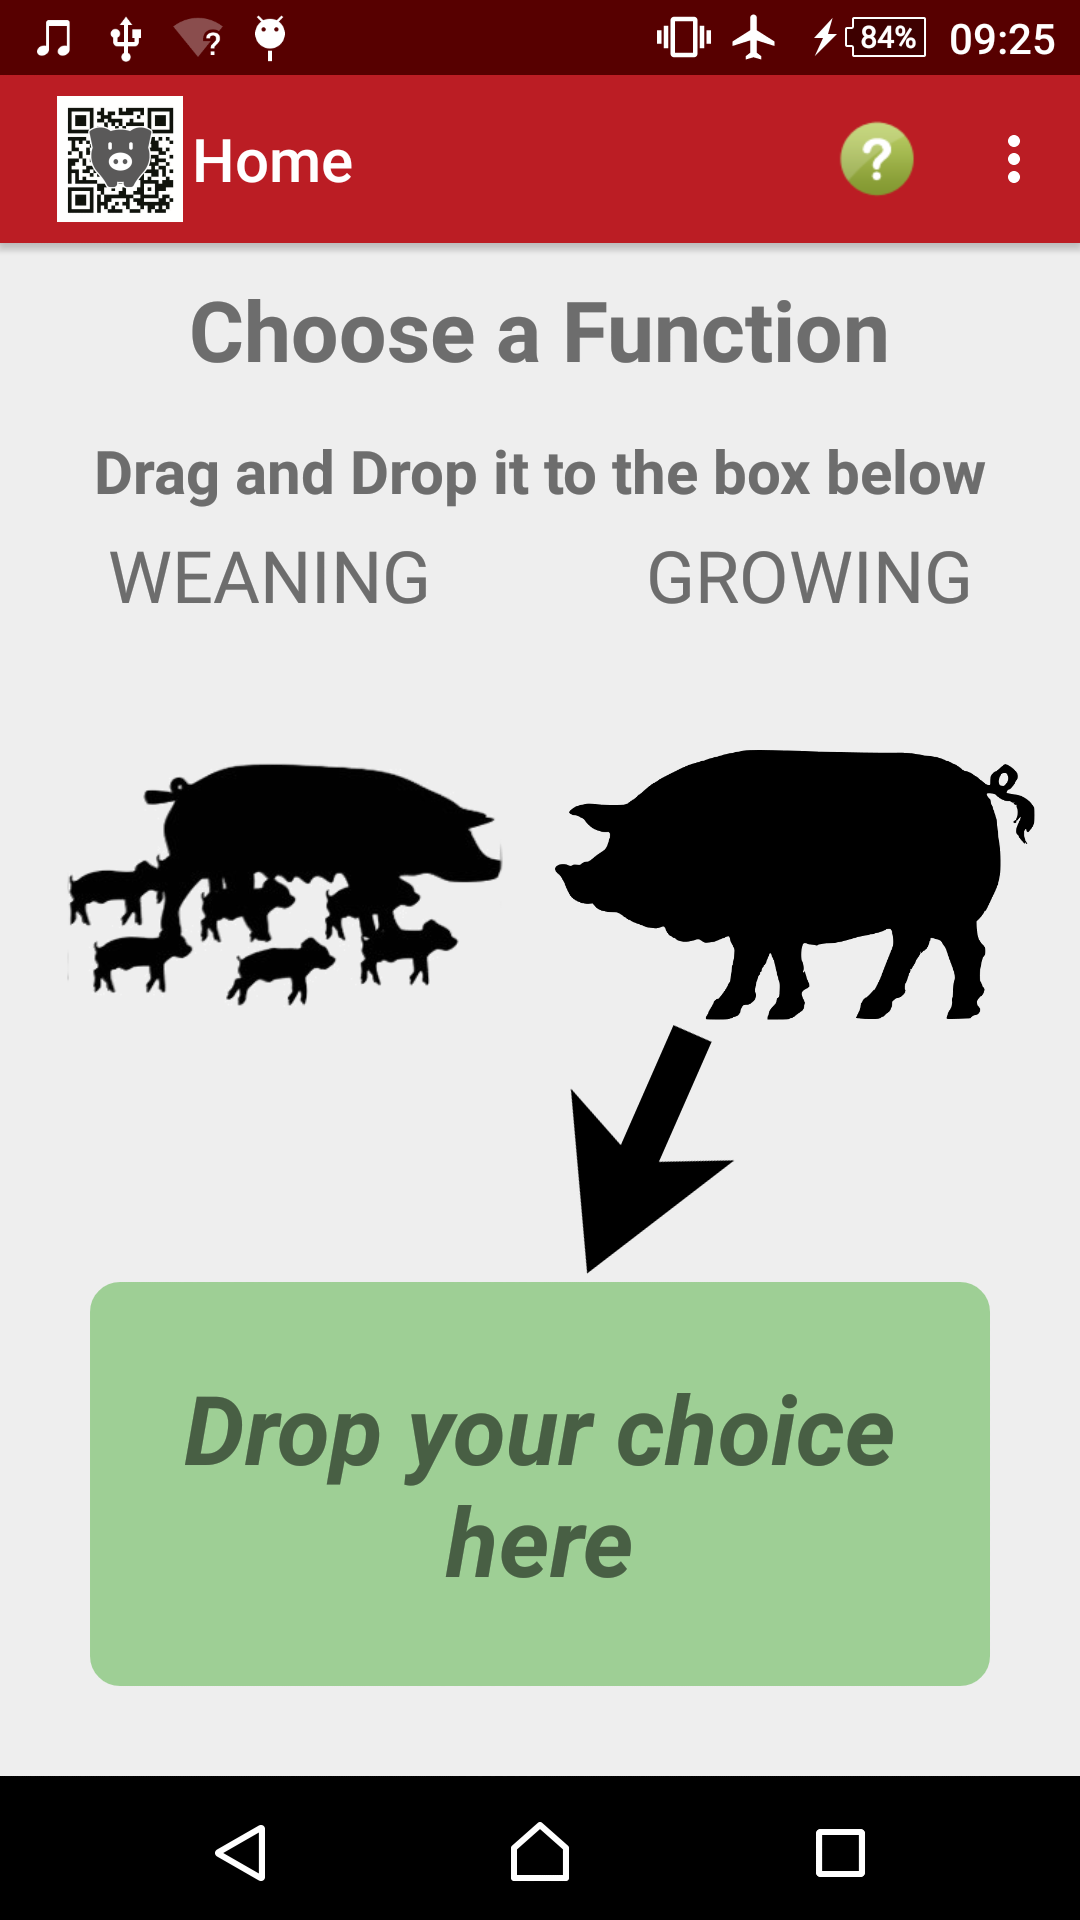 84% 09:25
Home ?
Choose a Function
Drag and Drop it to the box below
WEANING GROWING
Drop your choice
here